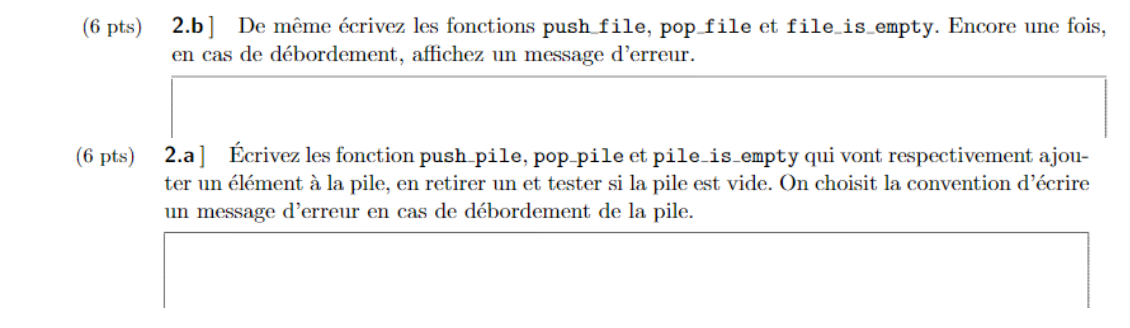 (6 pts) 2.b ] De même écrivez les fonctions push_file, pop_file et file_is_empty. Encore une fois,
en cas de débordement, affichez un message d'erreur.
(6 pts) 2.a ] Écrivez les fonction push_pile, pop_pile et pile_is_empty qui vont respectivement ajou-
ter un élément à la pile, en retirer un et tester si la pile est vide. On choisit la convention d'écrire
un message d'erreur en cas de débordement de la pile.